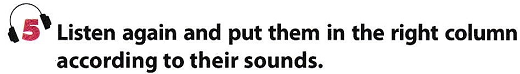 5 Listen again and put them in the right column
according to their sounds.